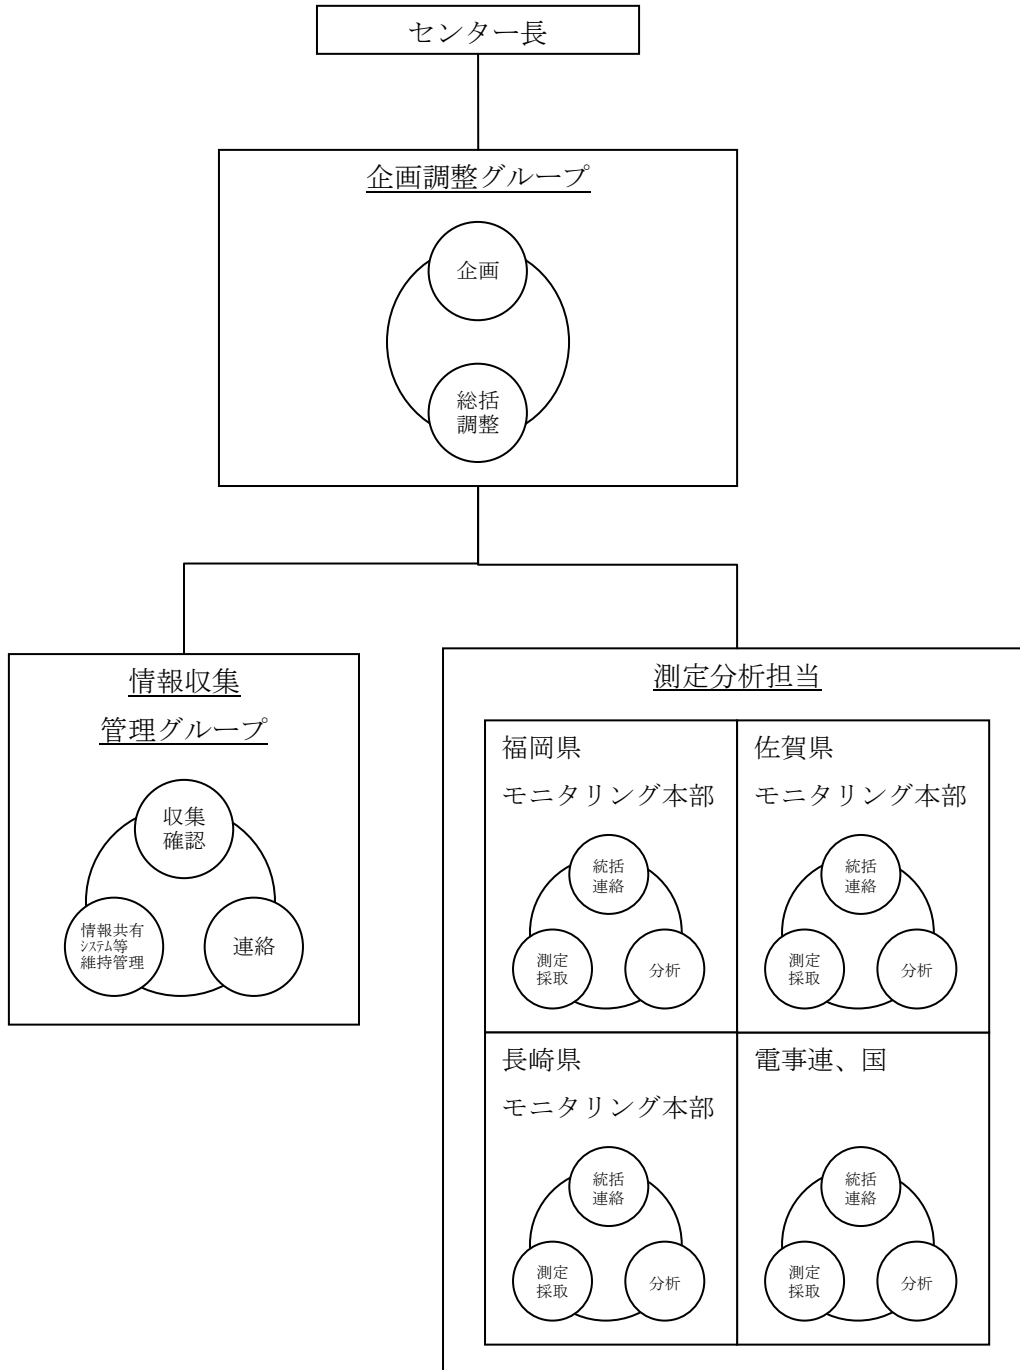 センター長
企画調整グループ
企画
総括
調整
情報収集
管理グループ
収集
確認
情報共有
ｼｽﾃﾑ等
維持管理
連絡
測定分析担当
福岡県
モニタリング本部
統括
連絡
測定
採取
分析
佐賀県
モニタリング本部
統括
連絡
測定
採取
分析
長崎県
モニタリング本部
統括
連絡
測定
採取
分析
電事連、国
統括
連絡
測定
採取
分析